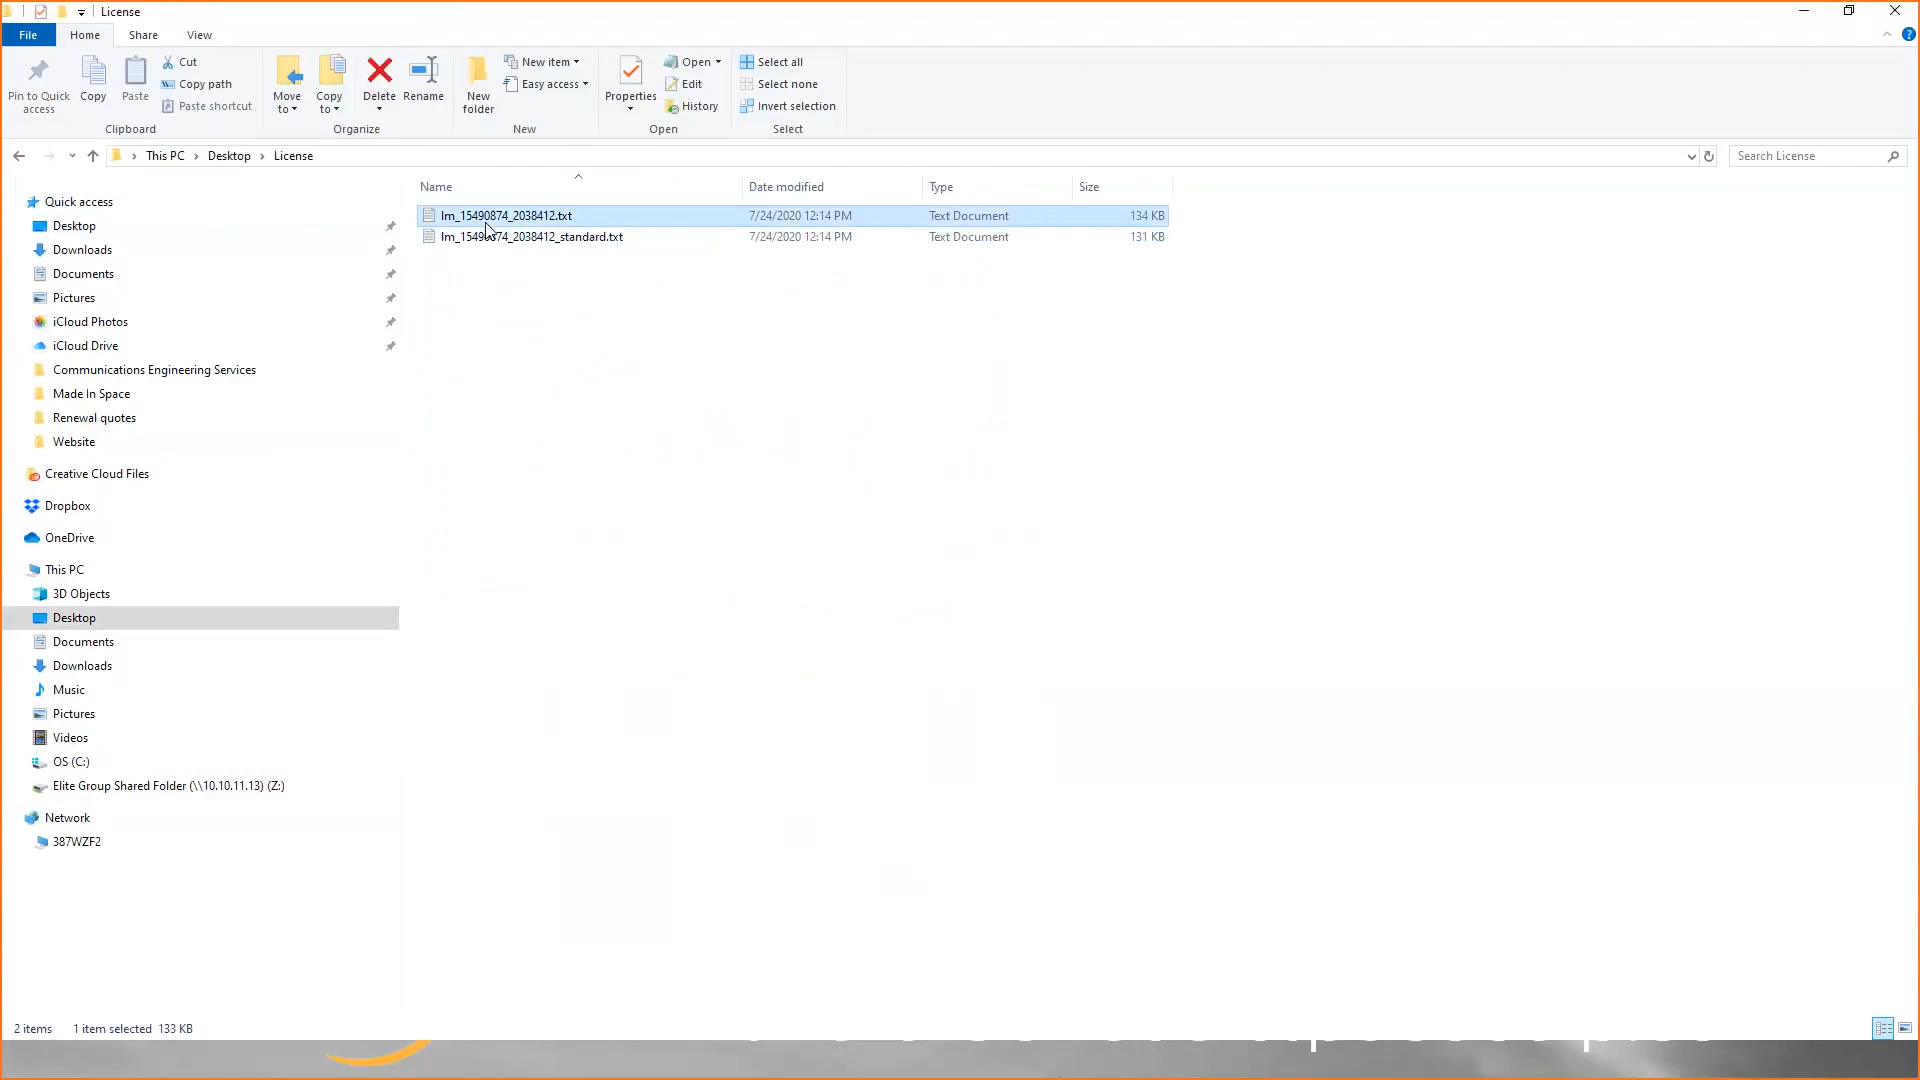 License
File Home Share View
Pin to Quick access
Copy
Paste
Cut
Copy path
Paste shortcut
Clipboard
Move to
Copy to
Delete
Rename
Organize
New folder
New item
Easy access
New
Properties
Open
Edit
History
Open
Select all
Select none
Invert selection
Select
This PC > Desktop > License
Search License
Name Date modified Type Size
lm_15490874_2038412.txt 7/24/2020 12:14 PM Text Document 134 KB
7/24/2020 12:14 PM Text Document 131 KB
Quick access
Desktop
Downloads
Documents
Pictures
iCloud Photos
iCloud Drive
Communications Engineering Services
Made In Space
Renewal quotes
Website
Creative Cloud Files
Dropbox
OneDrive
This PC
3D Objects
Desktop
Documents
Downloads
Music
Pictures
Videos
OS (C:)
Elite Group Shared Folder (\\10.10.11.13) (Z:)
Network
387WZF2
2 items 1 item selected 133 KB